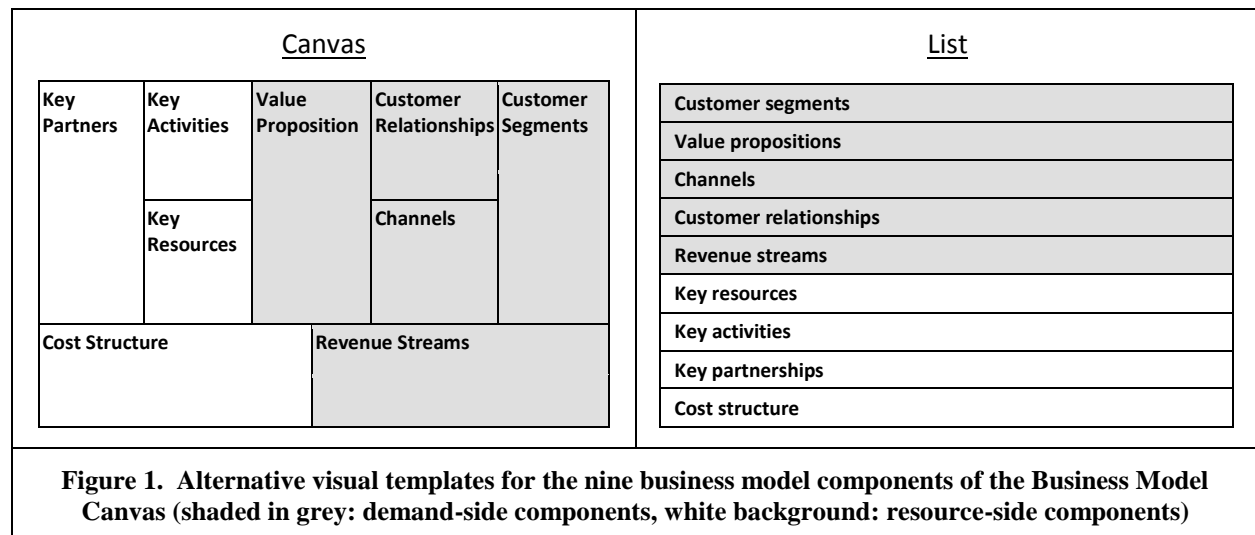 Canvas
Key
Partners
Key
Activities
Value
Proposition
Customer
Relationships
Customer
Segments
Key
Resources
Channels
Cost Structure
Revenue Streams
List
Customer segments
Value propositions
Channels
Customer relationships
Revenue streams
Key resources
Key activities
Key partnerships
Cost structure
Figure 1.  Alternative visual templates for the nine business model components of the Business Model
Canvas (shaded in grey: demand-side components, white background: resource-side components)